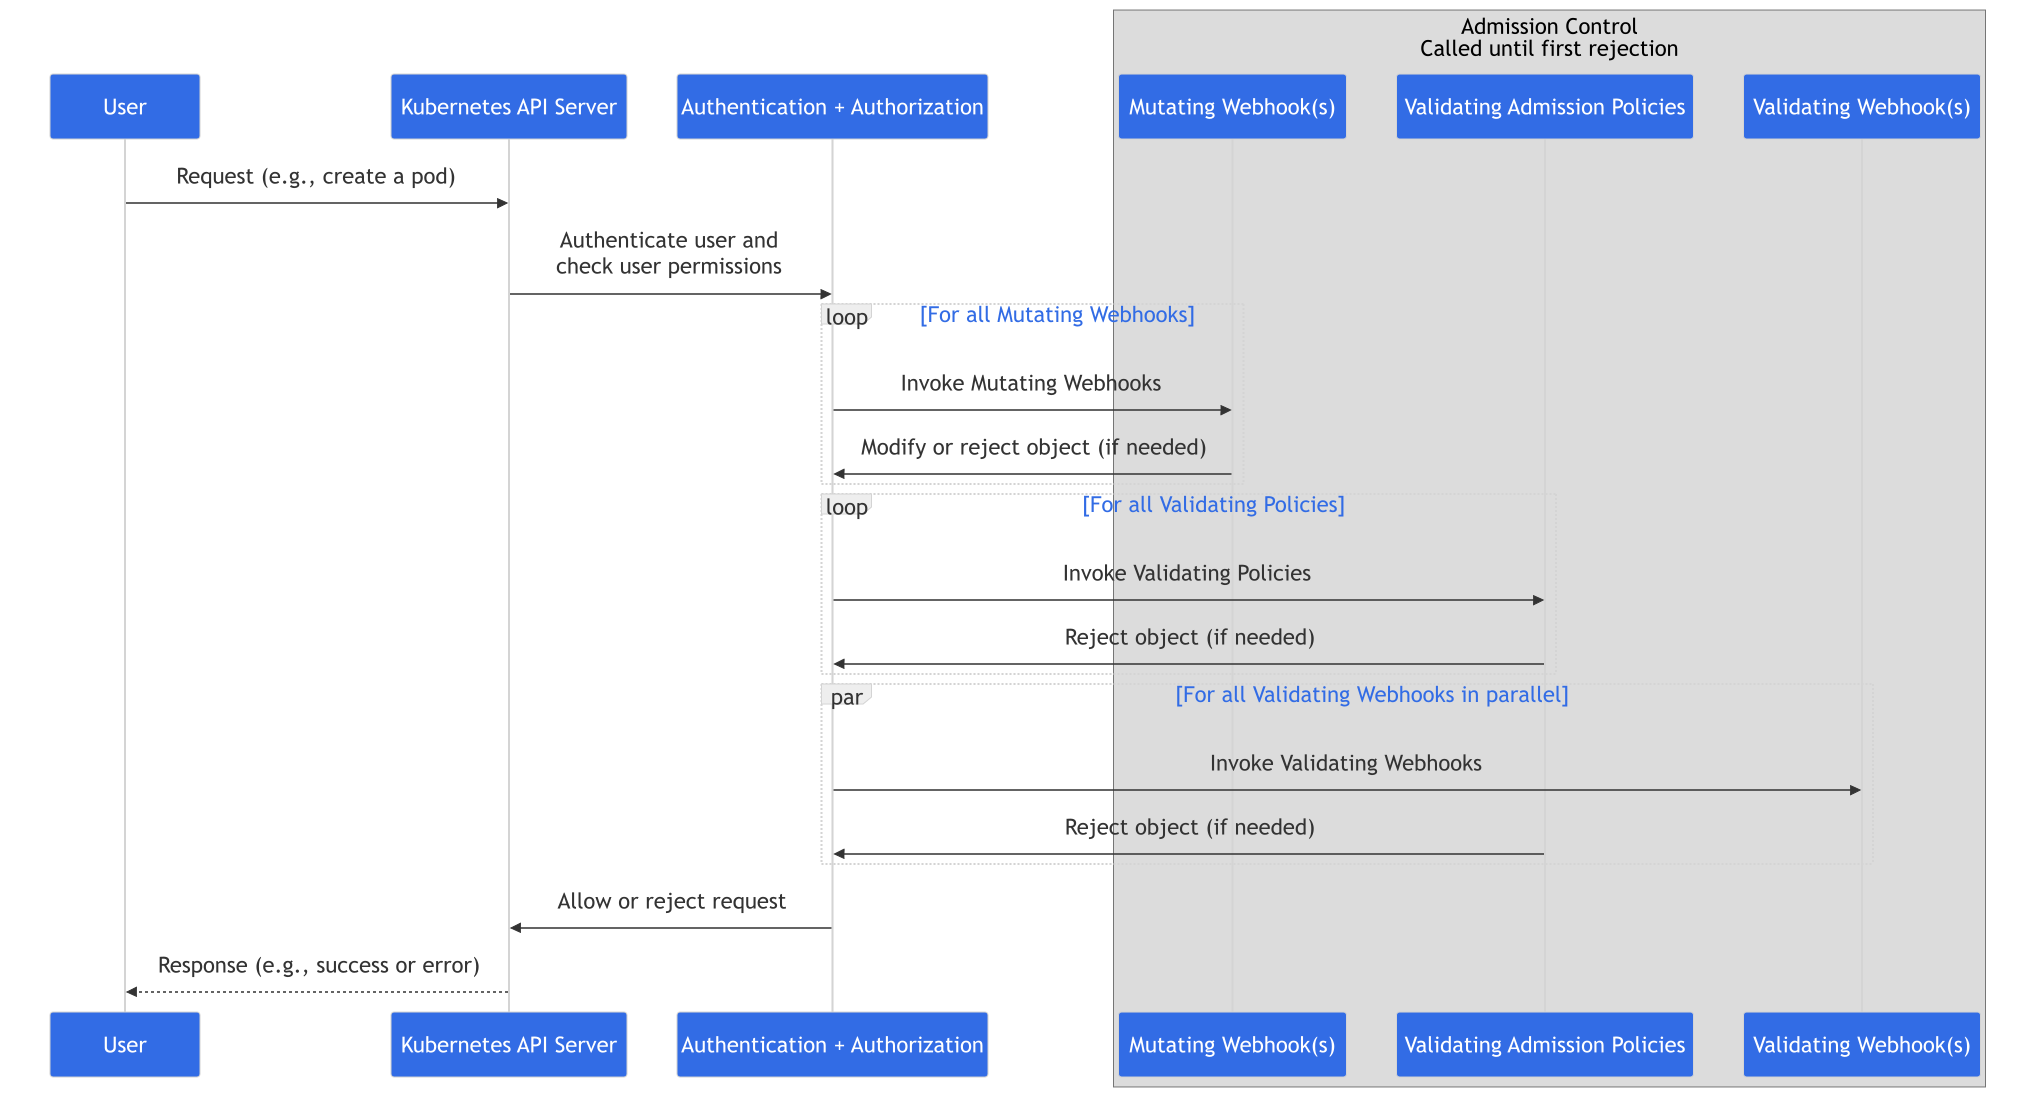 Admission Control
Called until first rejection
User
Kubernetes API Server
Authentication + Authorization
Mutating Webhook(s)
Validating Admission Policies
Validating Webhook(s)
Request (e.g., create a pod)
Authenticate user and
check user permissions
loop
[For all Mutating Webhooks]
Invoke Mutating Webhooks
Modify or reject object (if needed)
loop
[For all Validating Policies]
Invoke Validating Policies
Reject object (if needed)
par
[For all Validating Webhooks in parallel]
Invoke Validating Webhooks
Reject object (if needed)
Allow or reject request
Response (e.g., success or error)
User
Kubernetes API Server
Authentication + Authorization
Mutating Webhook(s)
Validating Admission Policies
Validating Webhook(s)